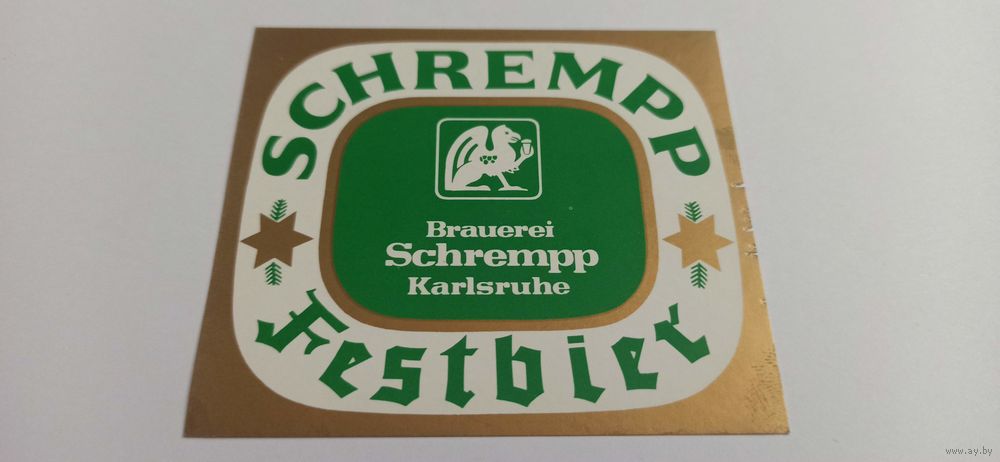 SCHREMPP
Brauerei
Schrempp
Karlsruhe
Festbier
www.ay.by